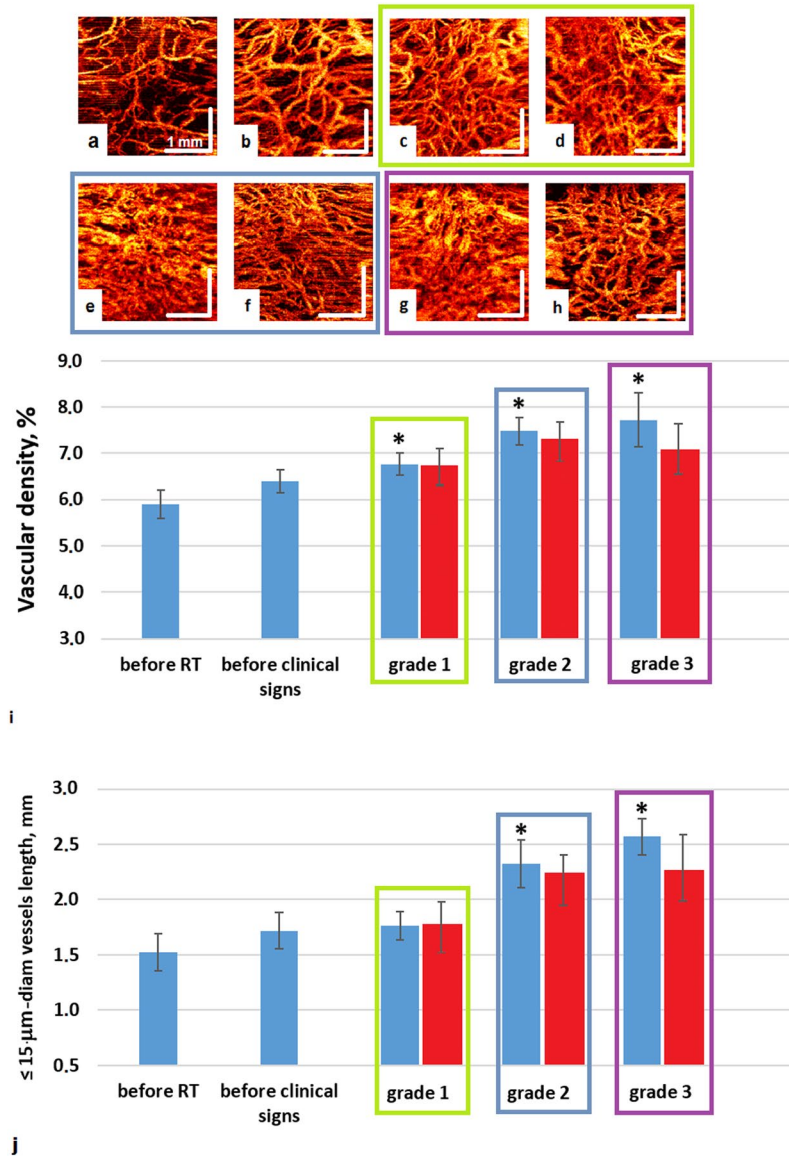 a
1 mm
b
c
d
e
f
g
h
Vascular density, %
9.0
8.0
7.0
6.0
5.0
4.0
3.0
*
*
*
before RT
before clinical
signs
grade 1
grade 2
grade 3
i
≤ 15-μm-diam vessels length, mm
3.0
2.5
2.0
1.5
1.0
0.5
*
*
before RT
before clinical
signs
grade 1
grade 2
grade 3
j